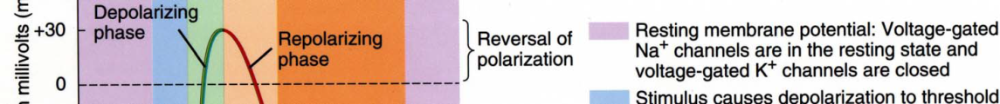 Depolarizing
phase
+30
Repolarizing
phase
0
Reversal of
polarization
Resting membrane potential: Voltage-gated
Na+ channels are in the resting state and
voltage-gated K+ channels are closed
Stimulus causes depolarization to threshold
millivolts